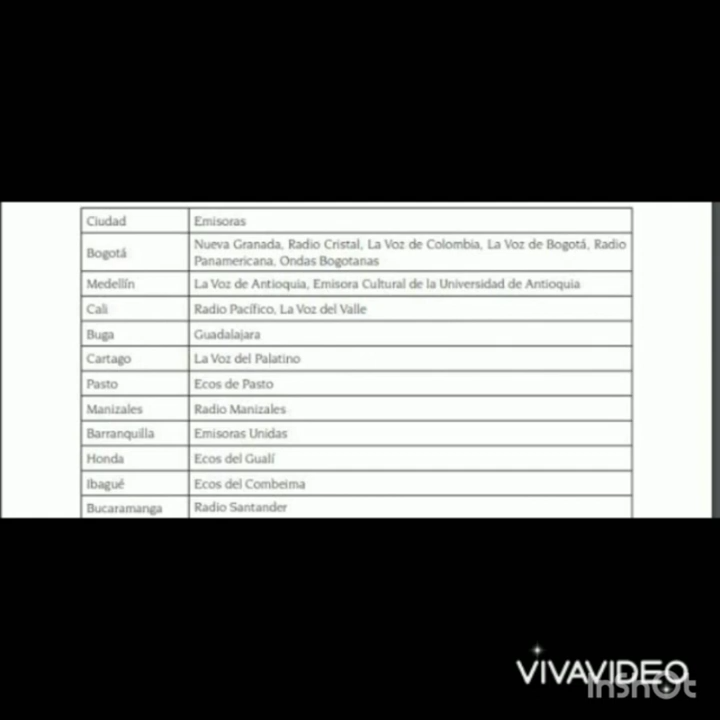 Ciudad Emisoras
Bogotá Nueva Granada, Radio Cristal, La Voz de Colombia, La Voz de Bogotá, Radio
Panamericana, Ondas Bogotanas
Medellín La Voz de Antioquia, Emisora Cultural de la Universidad de Antioquia
Cali Radio Pacífico, La Voz del Valle
Buga Guadalajara
Cartago La Voz del Palatino
Pasto Ecos de Pasto
Manizales Radio Manizales
Barranquilla Emisoras Unidas
Honda Ecos del Gualí
Ibagué Ecos del Combeima
Bucaramanga Radio Santander
VIVAVIDEO
InShOt